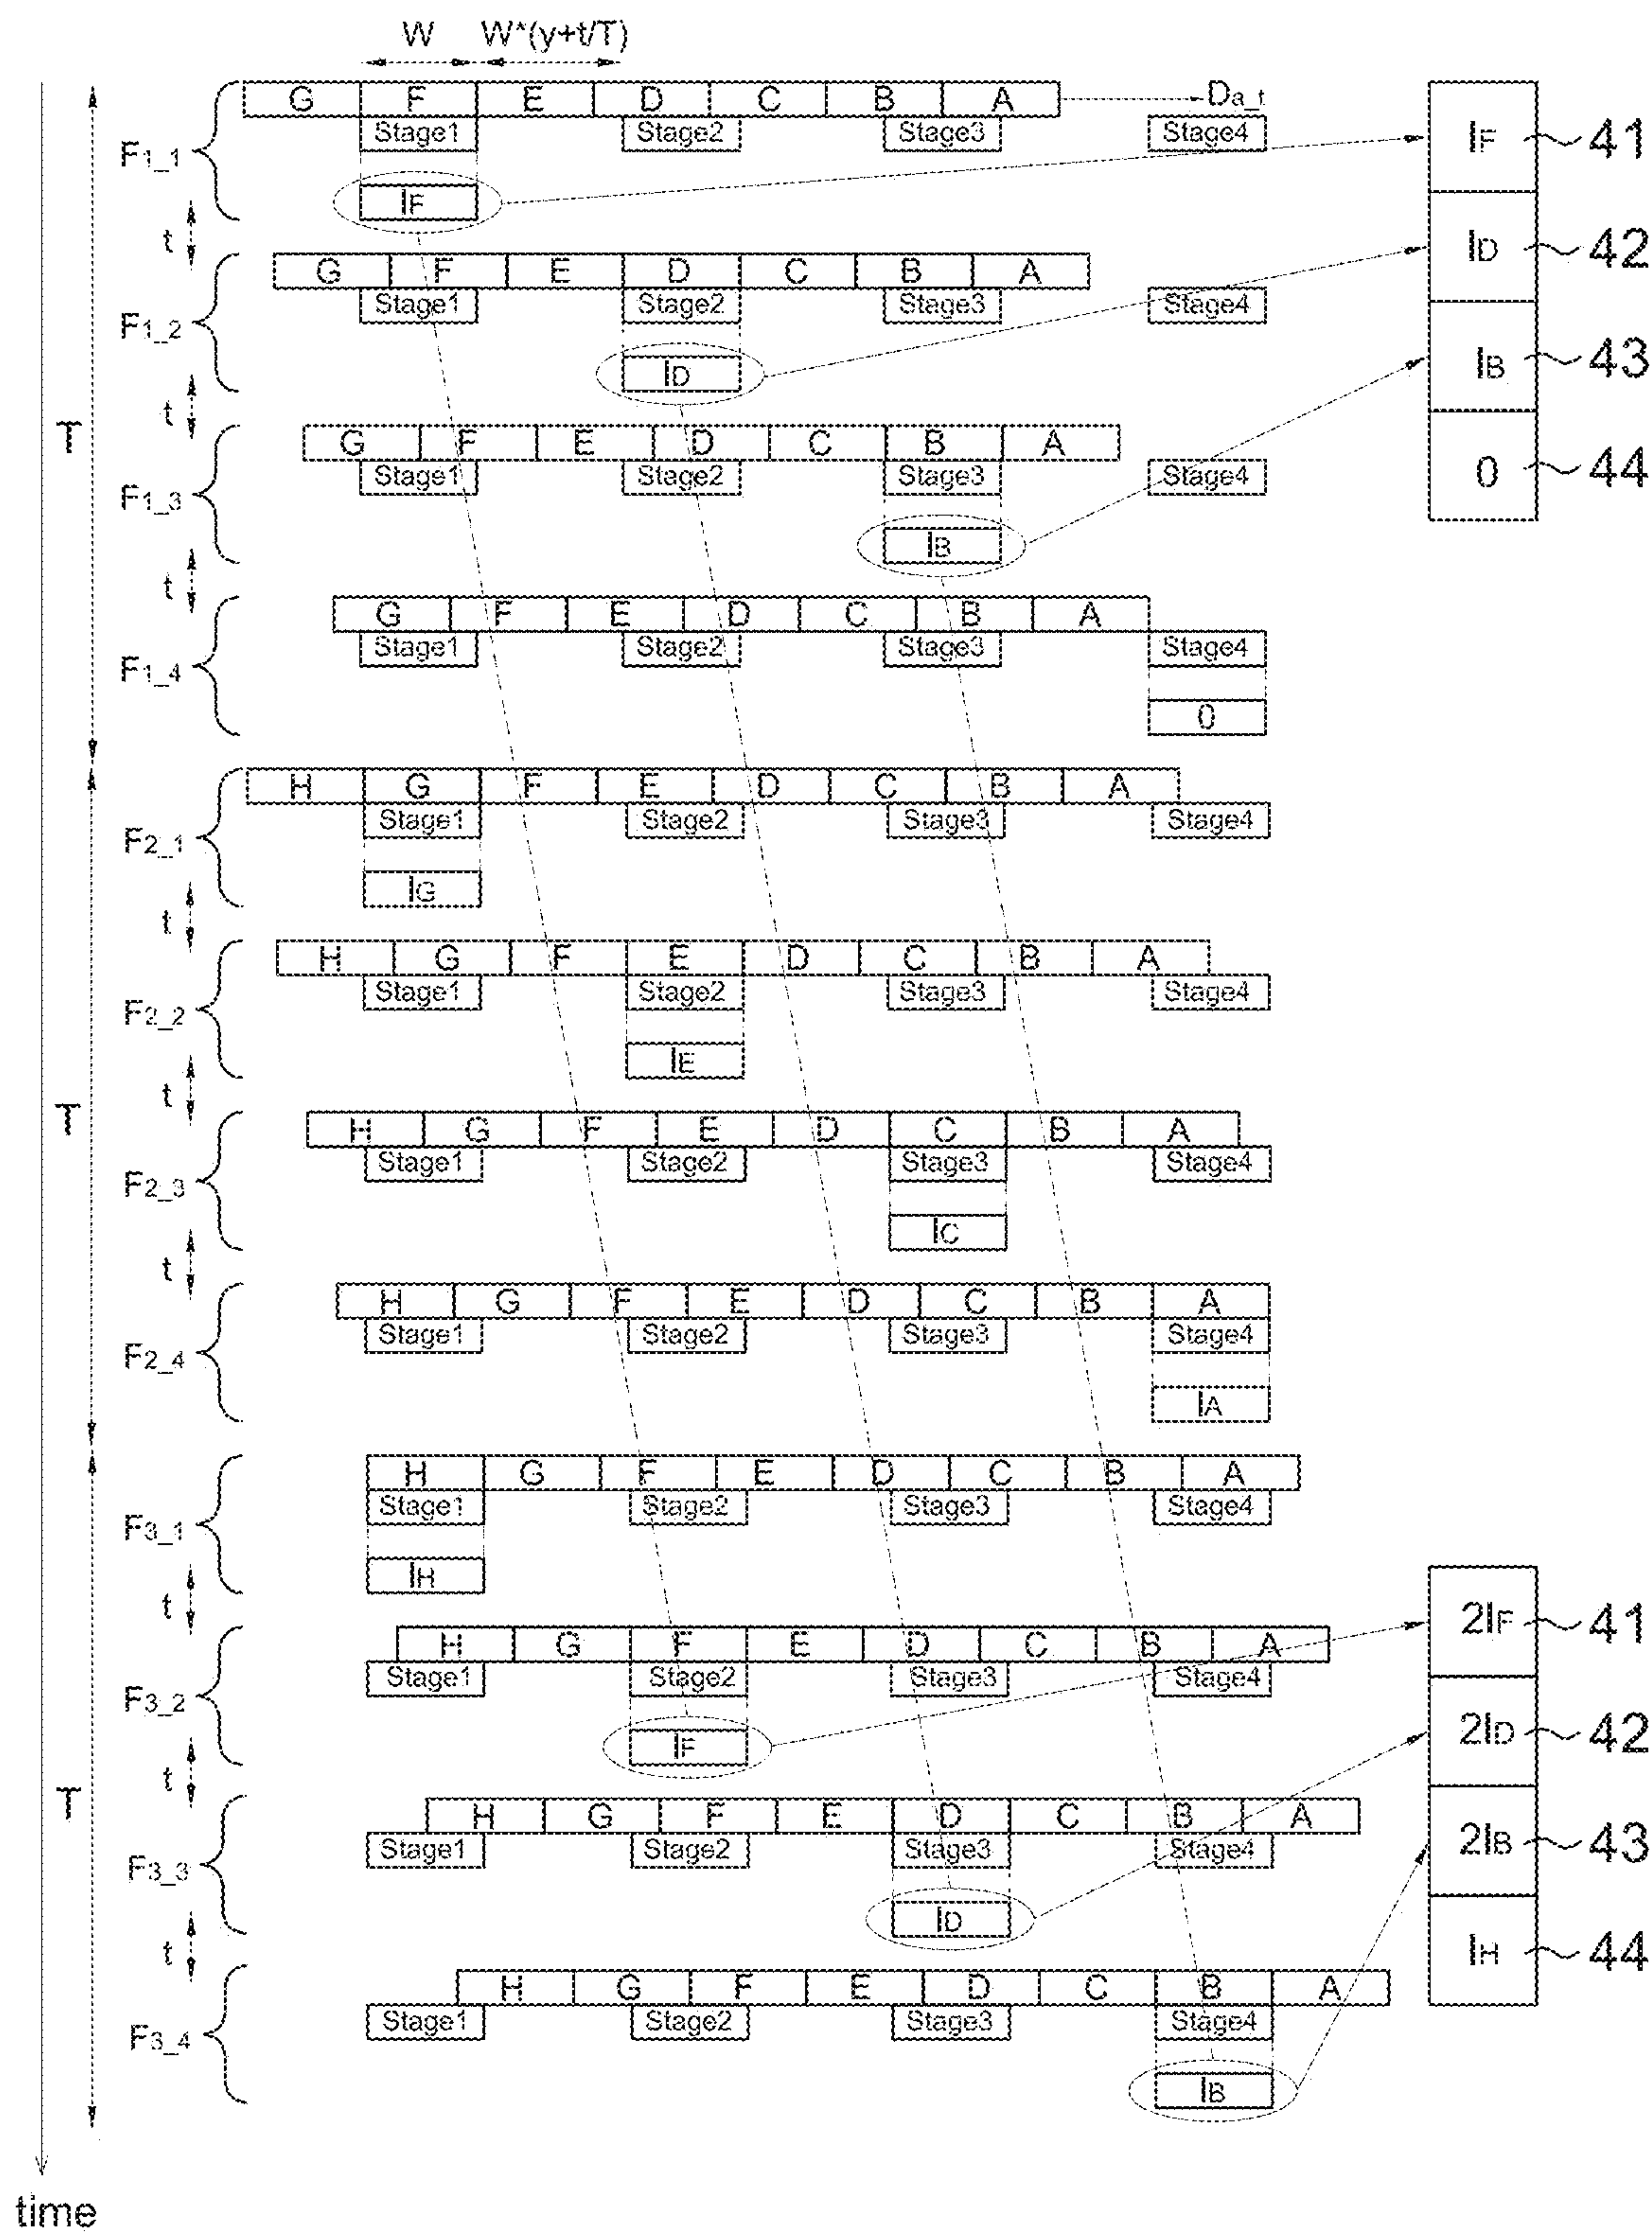 W W*(y+t/T)
G F E D C B A Da_t
Stage1 Stage2 Stage3 Stage4
F1_1
IF
IF 41
ID 42
IB 43
0 44
t
G F E D C B A
Stage1 Stage2 Stage3 Stage4
F1_2
ID
t
T
G F E D C B A
Stage1 Stage2 Stage3 Stage4
F1_3
IB
t
G F E D C B A
Stage1 Stage2 Stage3 Stage4
F1_4
0
H G F E D C B A
Stage1 Stage2 Stage3 Stage4
F2_1
IG
t
H G F E D C B A
Stage1 Stage2 Stage3 Stage4
F2_2
IE
t
T
H G F E D C B A
Stage1 Stage2 Stage3 Stage4
F2_3
IC
t
H G F E D C B A
Stage1 Stage2 Stage3 Stage4
F2_4
IA
H G F E D C B A
Stage1 Stage2 Stage3 Stage4
F3_1
IH
t
H G F E D C B A
Stage1 Stage2 Stage3 Stage4
F3_2
IF
2IF 41
2ID 42
2IB 43
IH 44
t
T
H G F E D C B A
Stage1 Stage2 Stage3 Stage4
F3_3
ID
t
H G F E D C B A
Stage1 Stage2 Stage3 Stage4
F3_4
IB
time